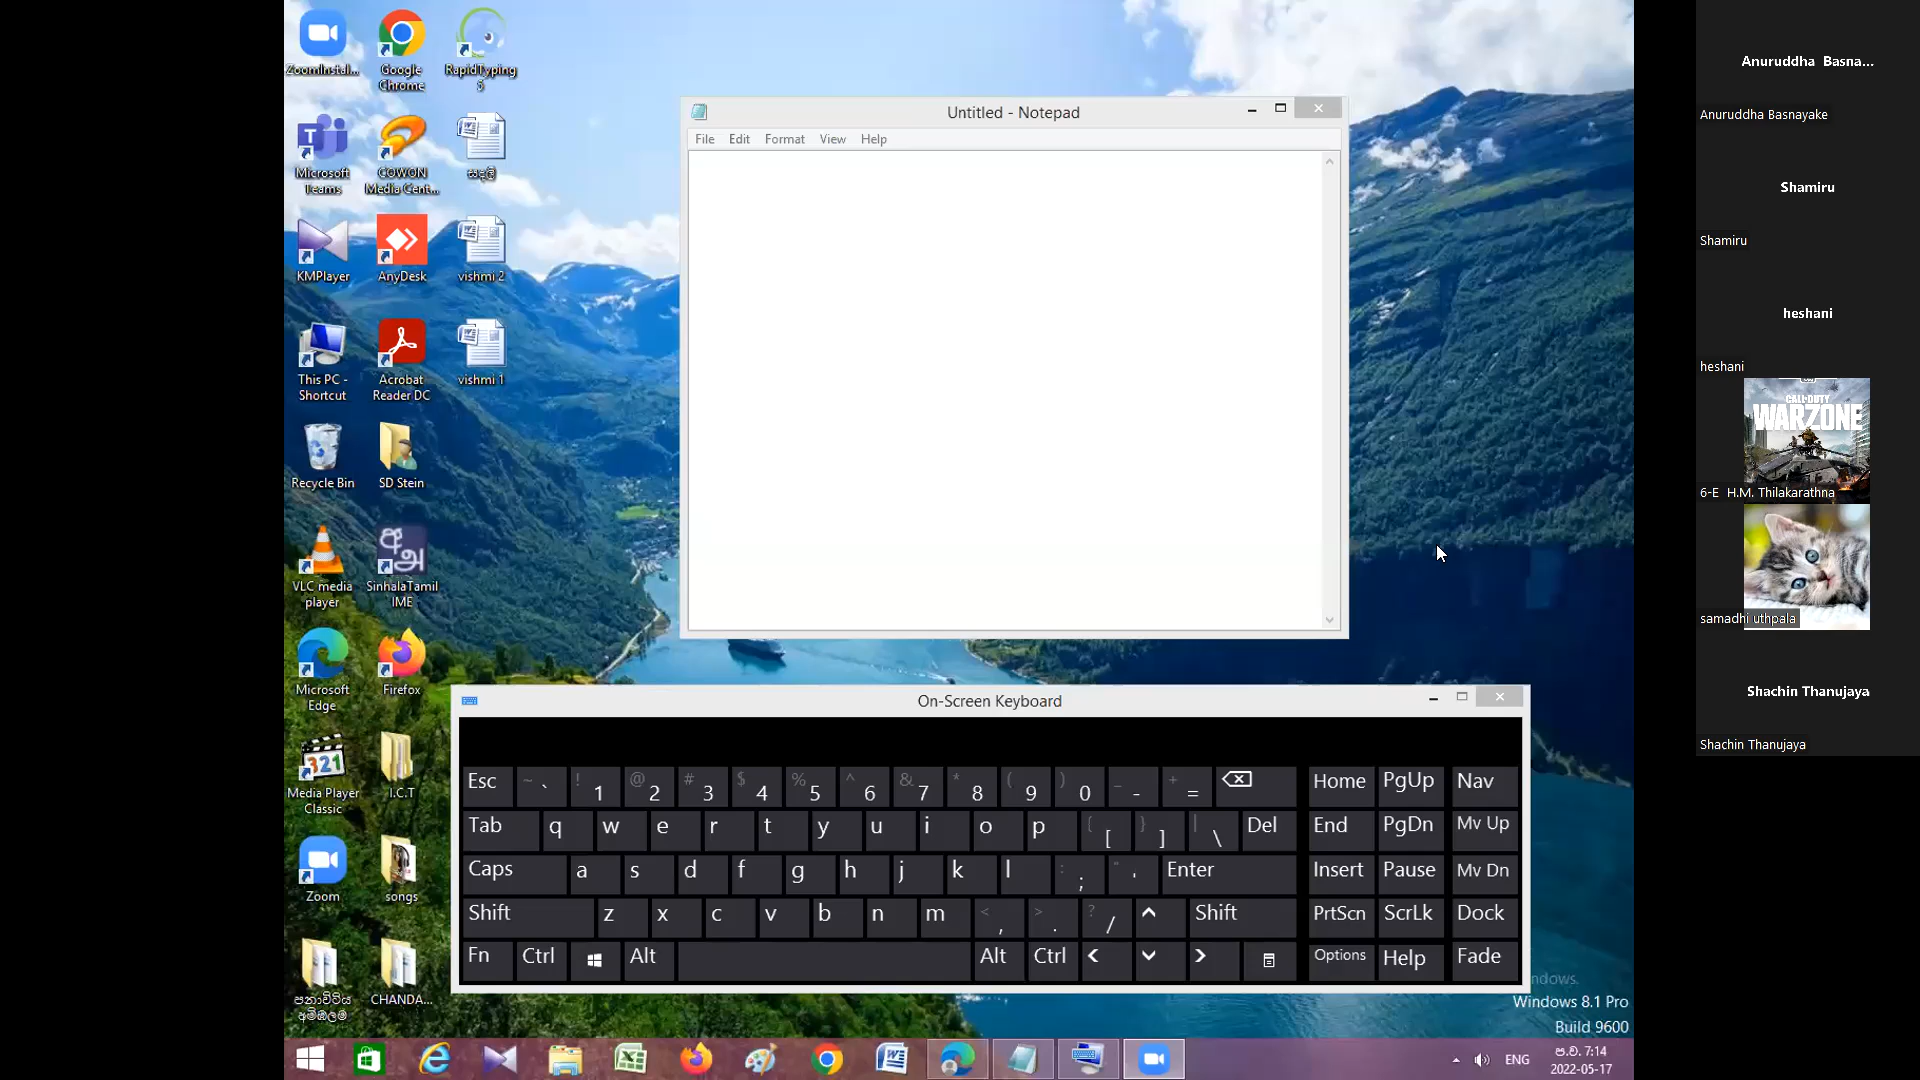 ZoomInstal...
Google
Chrome
RapidTyping
5
Microsoft
Teams
COWON
Media Cent...
සදලි
KMPlayer
AnyDesk
vishmi 2
This PC -
Shortcut
Acrobat
Reader DC
vishmi 1
Recycle Bin
SD Stein
VLC media
player
SinhalaTamil
IME
Microsoft
Edge
Firefox
Media Player
Classic
I.C.T
Zoom
songs
CHANDA...
Untitled - Notepad
File Edit Format View Help
On-Screen Keyboard
Esc ~ ` ! 1 @ 2 # 3 $ 4 % 5 ^ 6 & 7 * 8 ( 9 ) 0 _ - + = Home PgUp Nav
Tab q w e r t y u i o p { [ } ] | \ Del End PgDn Mv Up
Caps a s d f g h j k l : ; " ' Enter Insert Pause Mv Dn
Shift z x c v b n m < , > . ? / Shift PrtScn ScrLk Dock
Fn Ctrl Alt Alt Ctrl Options Help Fade
Windows 8.1 Pro
Build 9600
ENG
ප.ව. 7:14
2022-05-17
Anuruddha Basna...
Anuruddha Basnayake
Shamiru
Shamiru
heshani
heshani
CALL OF DUTY
WARZONE
6-E H.M. Thilakarathna
samadhi uthpala
Shachin Thanujaya
Shachin Thanujaya